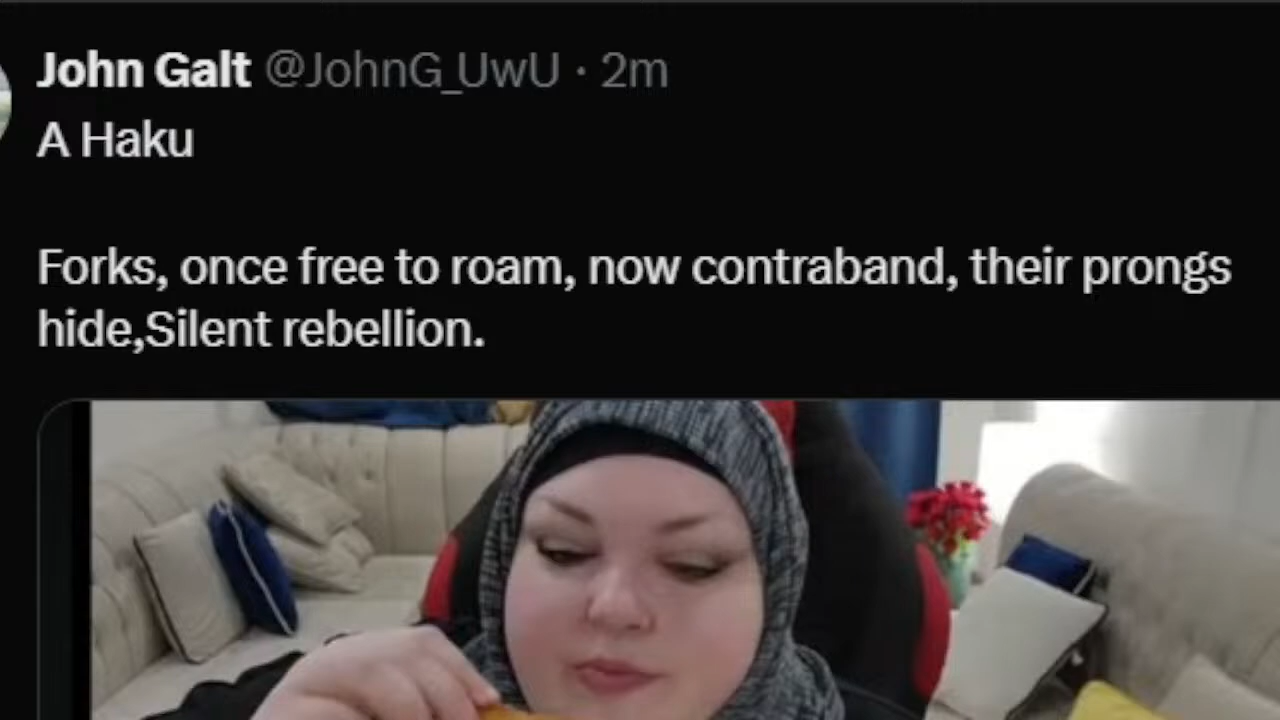 John Galt @JohnG_UwU · 2m
A Haku
Forks, once free to roam, now contraband, their prongs
hide,Silent rebellion.